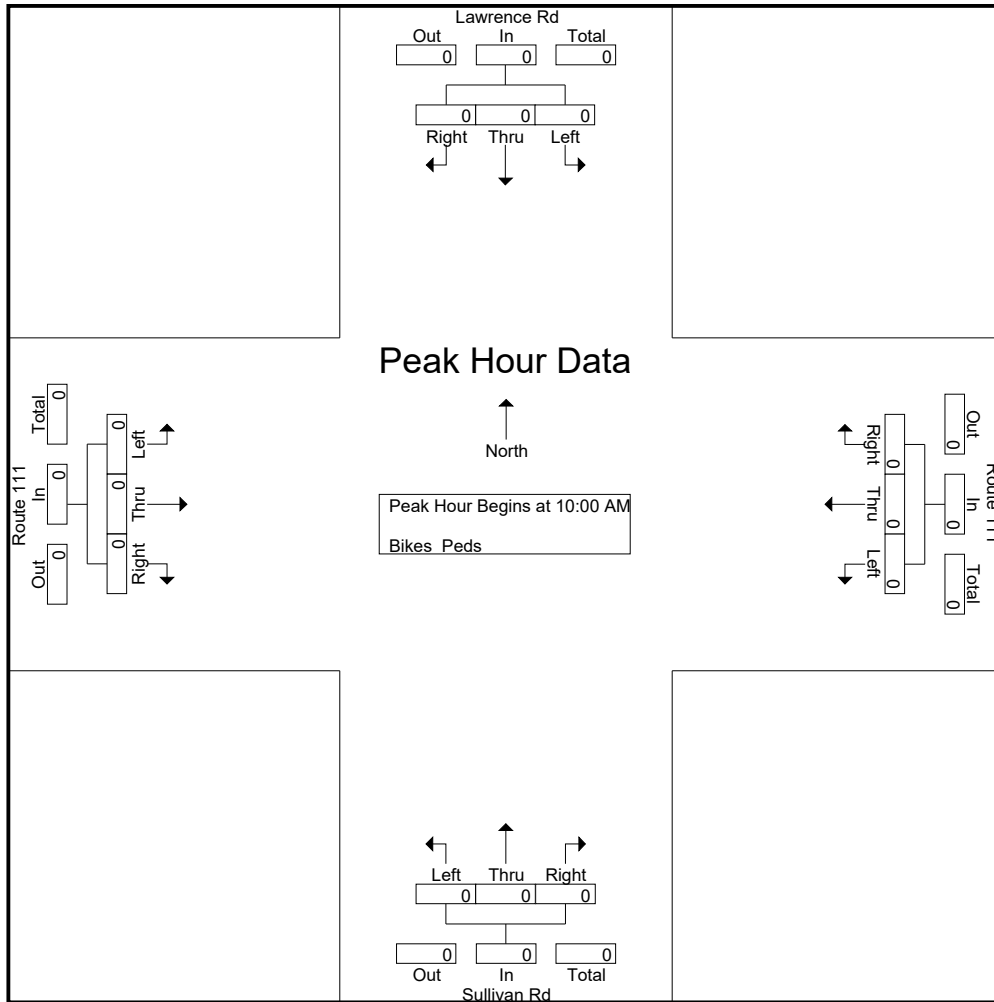 Lawrence Rd
Out In Total
0 0 0
0 0 0
Right Thru Left
Peak Hour Data
North
Peak Hour Begins at 10:00 AM
Bikes Peds
Route 111
Total In Out
0 0 0
0 0 0
Left Thru Right
Route 111
Out In Total
0 0 0
0 0 0
Right Thru Left
Left Thru Right
0 0 0
0 0 0
Out In Total
Sullivan Rd